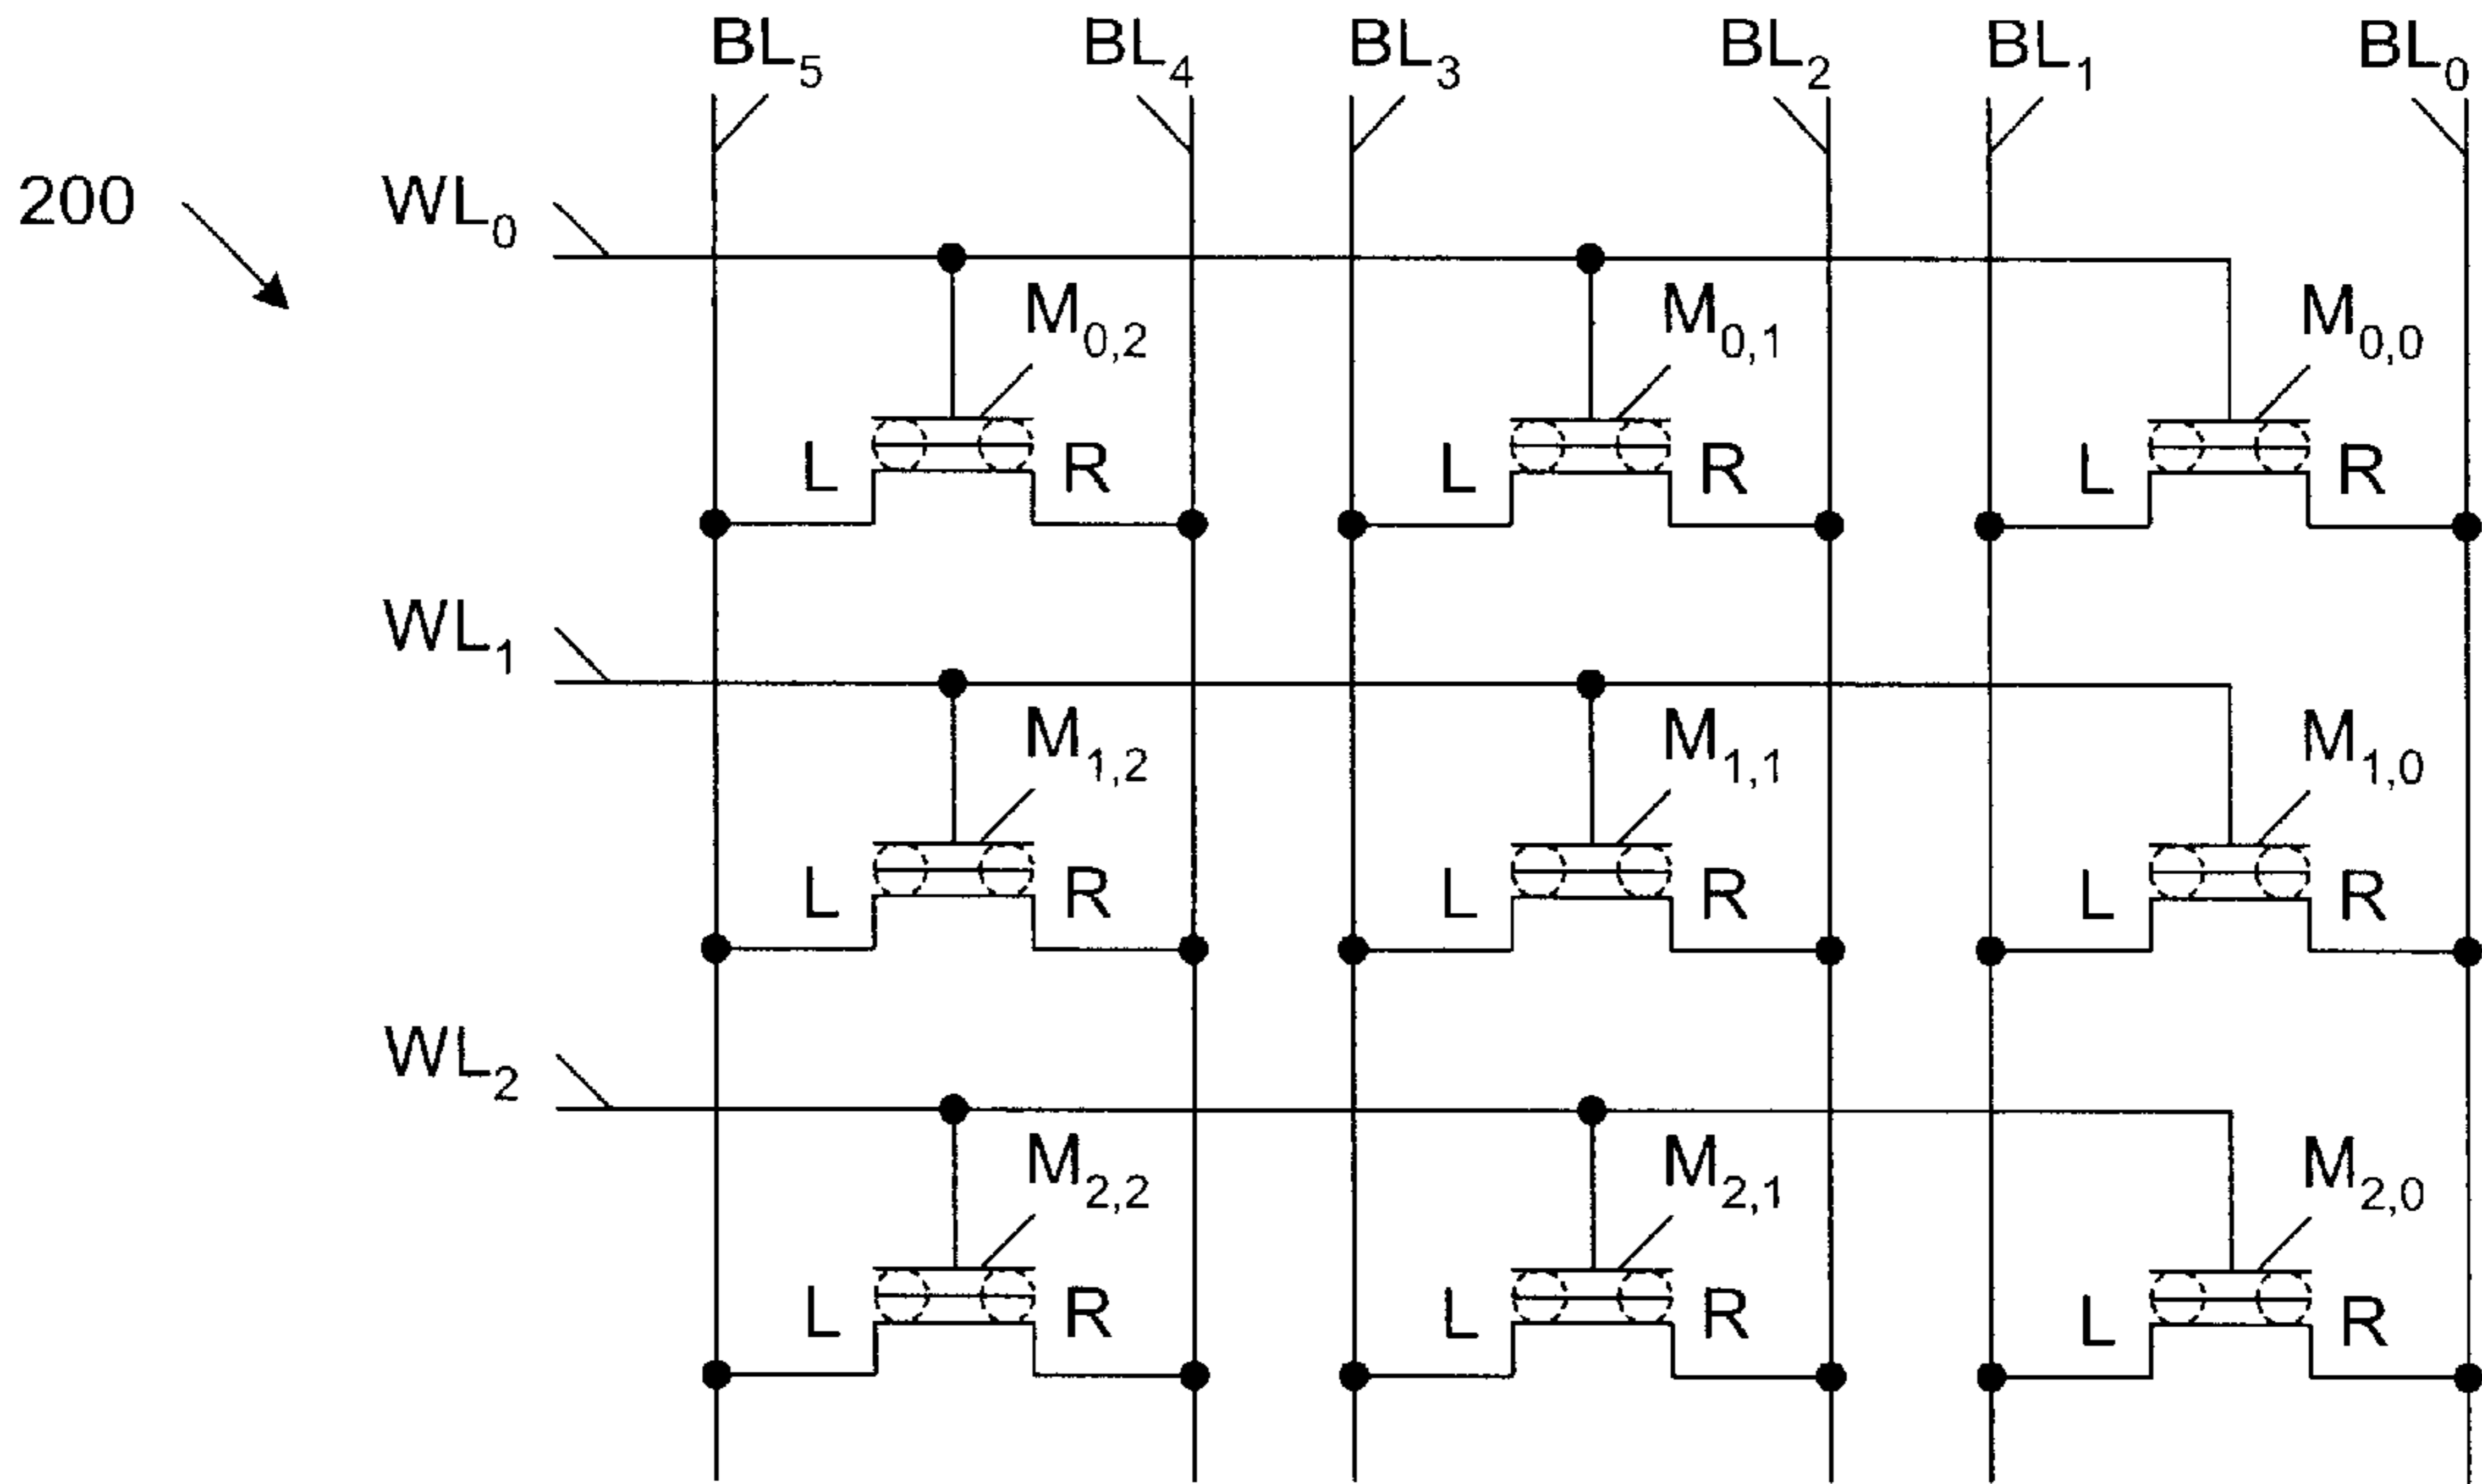 BL5 BL4 BL3 BL2 BL1 BL0
200 WL0
M0,2 M0,1 M0,0
L R L R L R
WL1
M1,2 M1,1 M1,0
L R L R L R
WL2
M2,2 M2,1 M2,0
L R L R L R